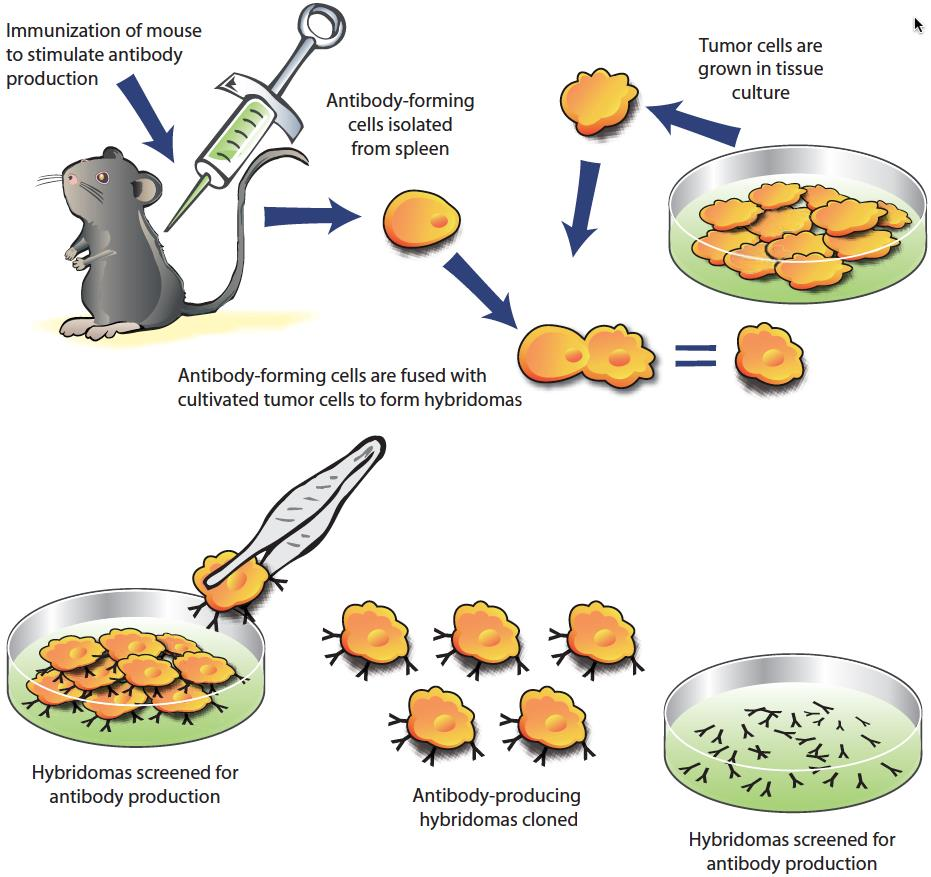 Immunization of mouse
to stimulate antibody
production
Antibody-forming
cells isolated
from spleen
Tumor cells are
grown in tissue
culture
Antibody-forming cells are fused with
cultivated tumor cells to form hybridomas
Hybridomas screened for
antibody production
Antibody-producing
hybridomas cloned
Hybridomas screened for
antibody production